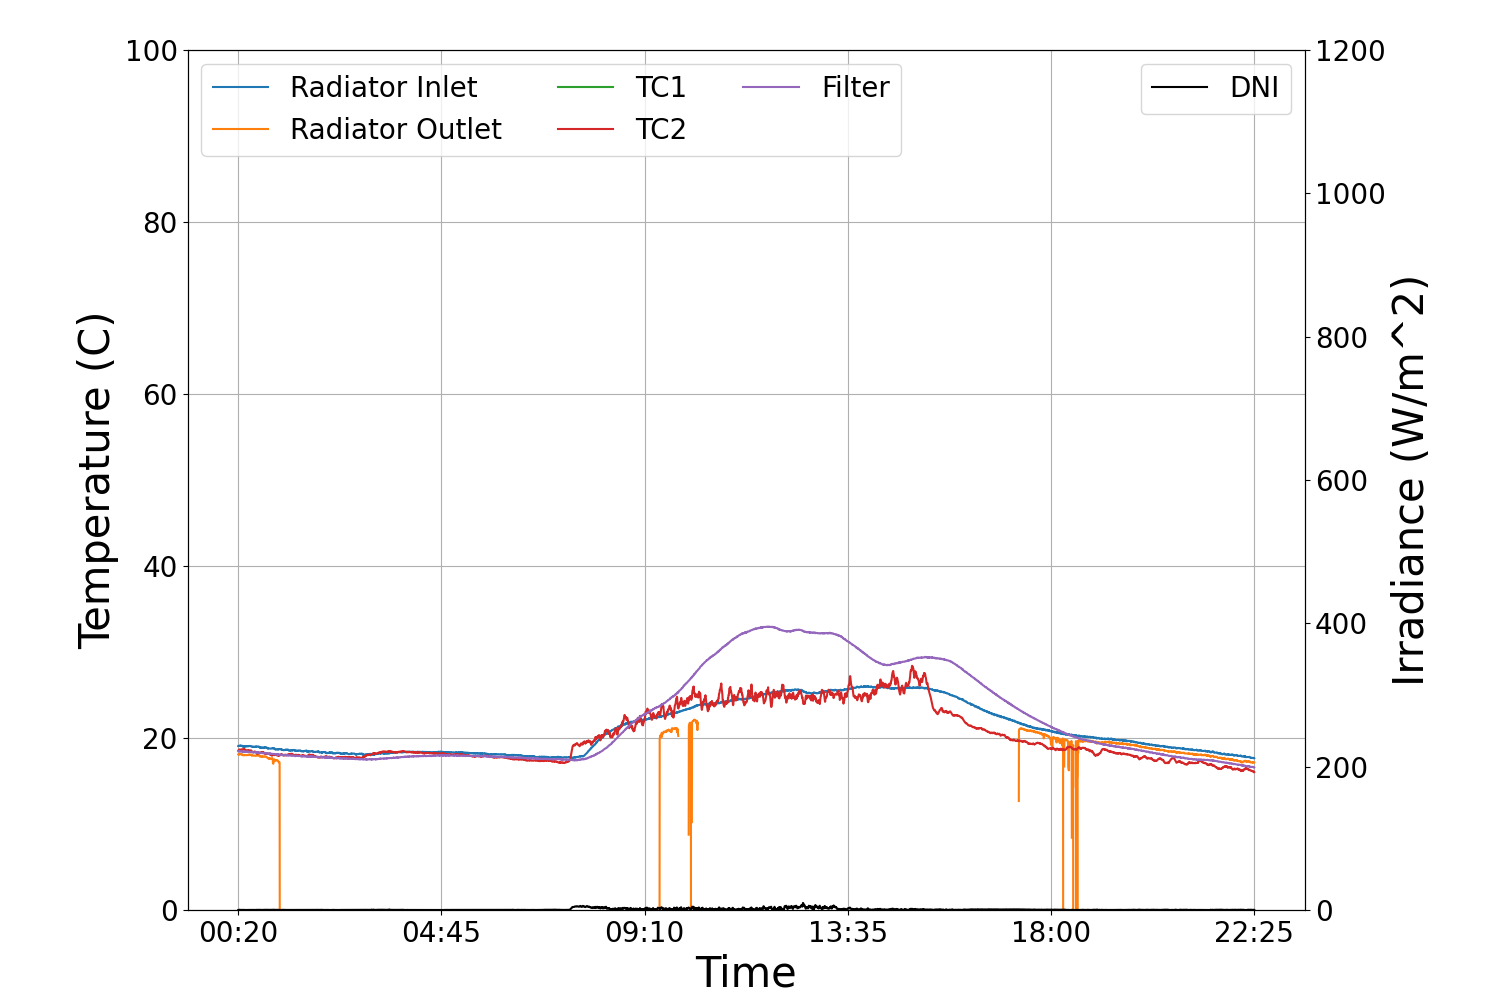 Radiator Inlet
Radiator Outlet
TC1
TC2
Filter
DNI
100
80
60
40
20
0
Temperature (C)
1200
1000
800
600
400
200
0
Irradiance (W/m^2)
00:20 04:45 09:10 13:35 18:00 22:25
Time